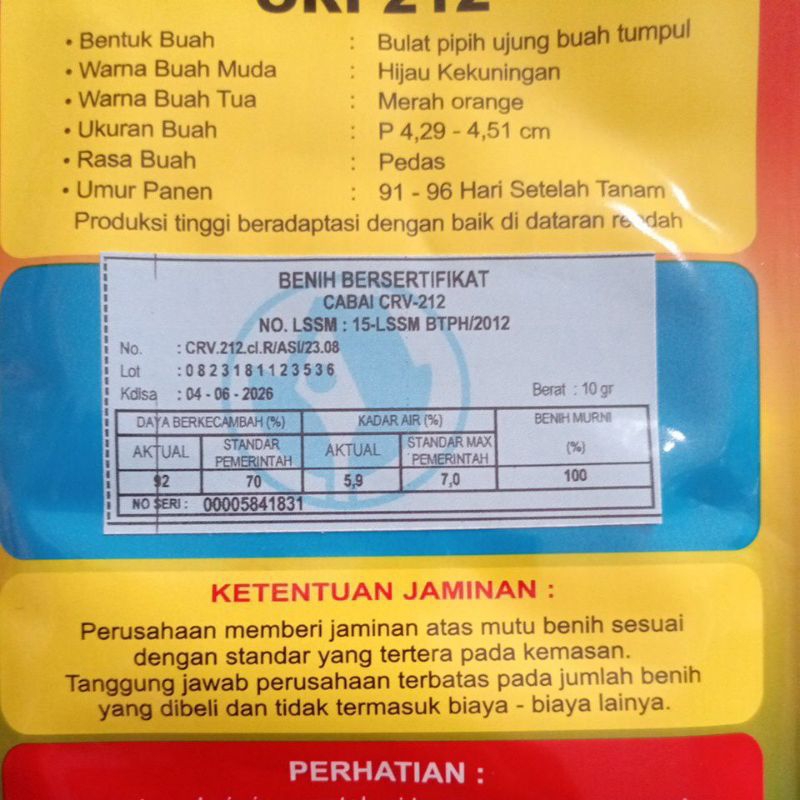 212
• Bentuk Buah : Bulat pipih ujung buah tumpul
• Warna Buah Muda : Hijau Kekuningan
• Warna Buah Tua : Merah orange
• Ukuran Buah : P 4,29 - 4,51 cm
• Rasa Buah : Pedas
• Umur Panen : 91 - 96 Hari Setelah Tanam
Produksi tinggi beradaptasi dengan baik di dataran rendah
BENIH BERSERTIFIKAT
CABAI CRV-212
NO. LSSM : 15-LSSM BTPH/2012
No. : CRV.212.cl.R/ASI/23.08
Lot : 0823181123536
Kdlsa : 04 - 06 - 2026 Berat : 10 gr
DAYA BERKECAMBAH (%) KADAR AIR (%) BENIH MURNI (%)
AKTUAL STANDAR PEMERINTAH AKTUAL STANDAR MAX PEMERINTAH
92 70 5,9 7,0 100
NO SERI : 00005841831
KETENTUAN JAMINAN :
Perusahaan memberi jaminan atas mutu benih sesuai
dengan standar yang tertera pada kemasan.
Tanggung jawab perusahaan terbatas pada jumlah benih
yang dibeli dan tidak termasuk biaya - biaya lainya.
PERHATIAN :